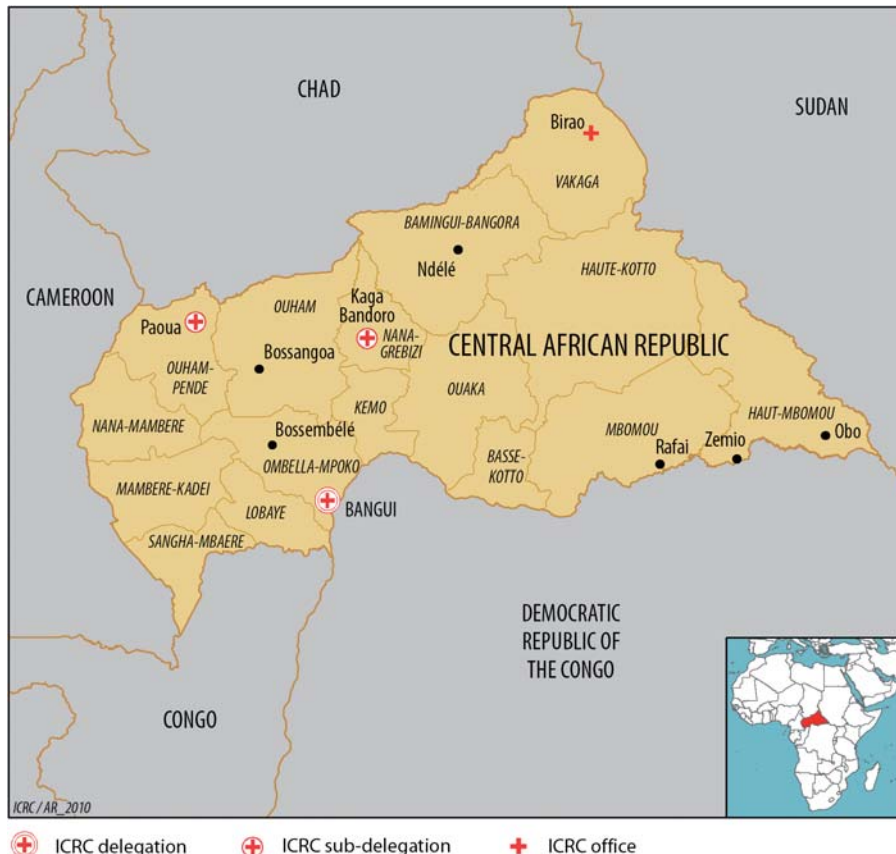 CHAD
SUDAN
Birao
VAKAGA
BAMINGUI-BANGORA
Ndélé
HAUTE-KOTTO
CAMEROON
OUHAM
Kaga
Bandoro
Paoua
NANA-
GREBIZI
CENTRAL AFRICAN REPUBLIC
Bossangoa
OUHAM-
PENDE
OUAKA
KEMO
NANA-MAMBERE
HAUT-MBOMOU
Bossembélé
MBOMOU
Obo
Zemio
Rafai
OMBELLA-MPOKO
BASSE-
KOTTO
MAMBERE-KADEI
LOBAYE
BANGUI
SANGHA-MBAERE
DEMOCRATIC
REPUBLIC OF
THE CONGO
CONGO
ICRC / AR_2010
ICRC delegation
ICRC sub-delegation
ICRC office